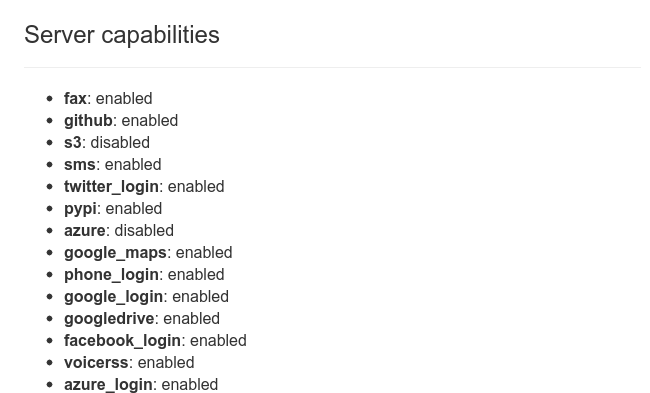 Server capabilities
fax: enabled
github: enabled
s3: disabled
sms: enabled
twitter_login: enabled
pypi: enabled
azure: disabled
google_maps: enabled
phone_login: enabled
google_login: enabled
googledrive: enabled
facebook_login: enabled
voicerss: enabled
azure_login: enabled